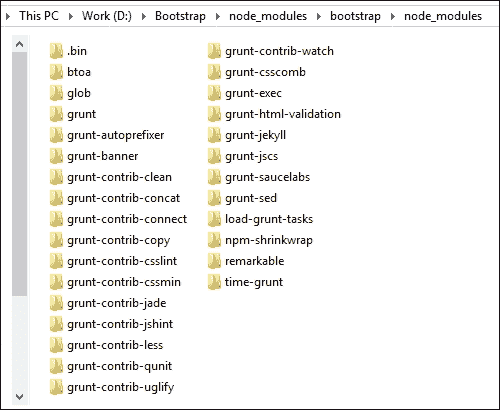 This PC Work (D:) Bootstrap node_modules bootstrap node_modules
.bin
btoa
glob
grunt
grunt-autoprefixer
grunt-banner
grunt-contrib-clean
grunt-contrib-concat
grunt-contrib-connect
grunt-contrib-copy
grunt-contrib-csslint
grunt-contrib-cssmin
grunt-contrib-jade
grunt-contrib-jshint
grunt-contrib-less
grunt-contrib-qunit
grunt-contrib-uglify
grunt-contrib-watch
grunt-csscomb
grunt-exec
grunt-html-validation
grunt-jekyll
grunt-jscs
grunt-saucelabs
grunt-sed
load-grunt-tasks
npm-shrinkwrap
remarkable
time-grunt